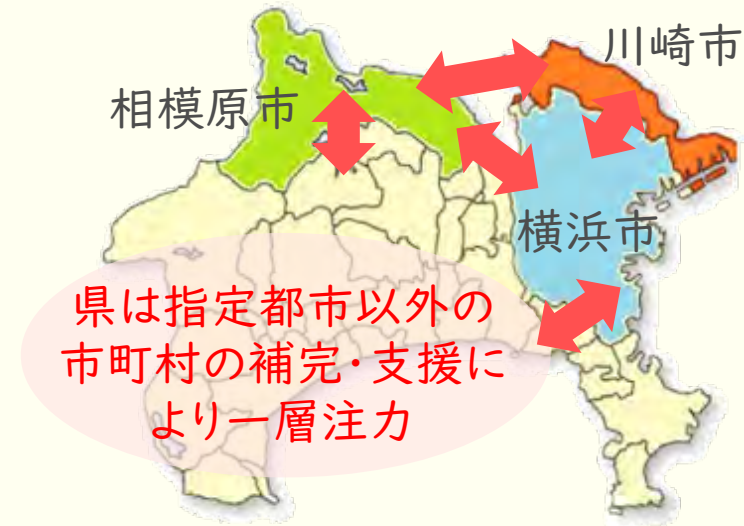 川崎市
相模原市
横浜市
県は指定都市以外の
市町村の補完・支援に
より一層注力